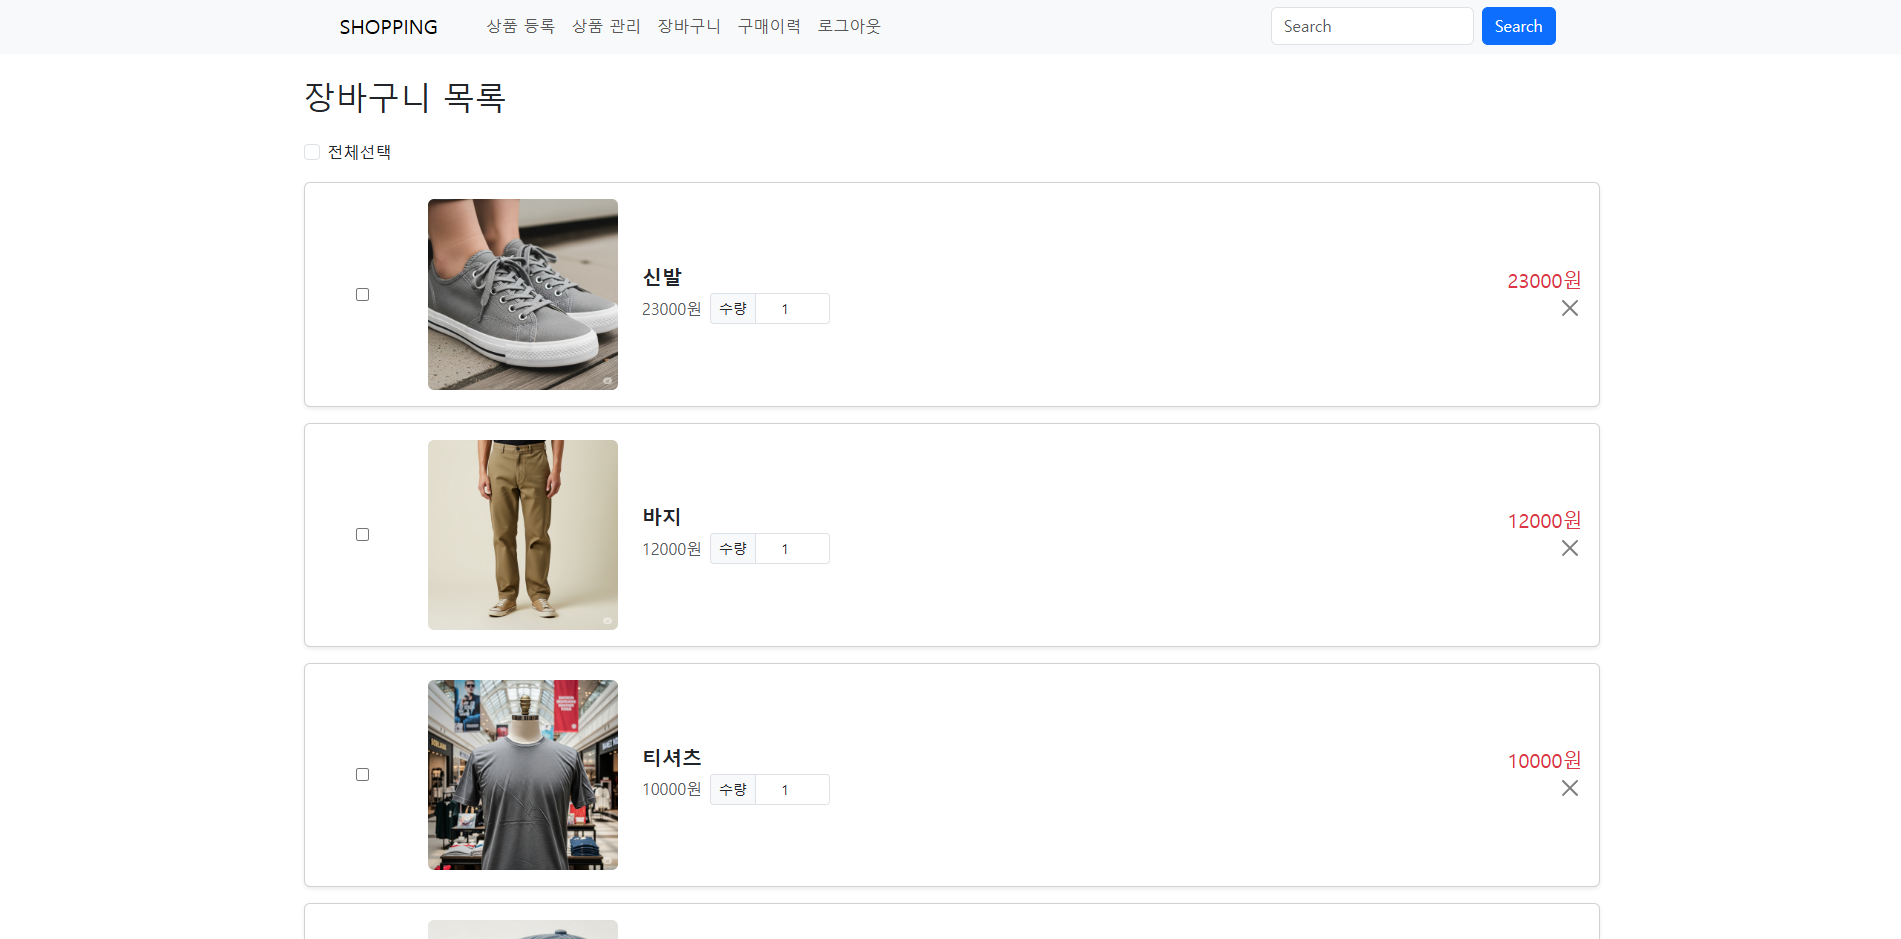 SHOPPING 상품 등록 상품 관리 장바구니 구매이력 로그아웃 Search Search
장바구니 목록
전체선택
신발
23000원 수량 1
23000원
바지
12000원 수량 1
12000원
티셔츠
10000원 수량 1
10000원